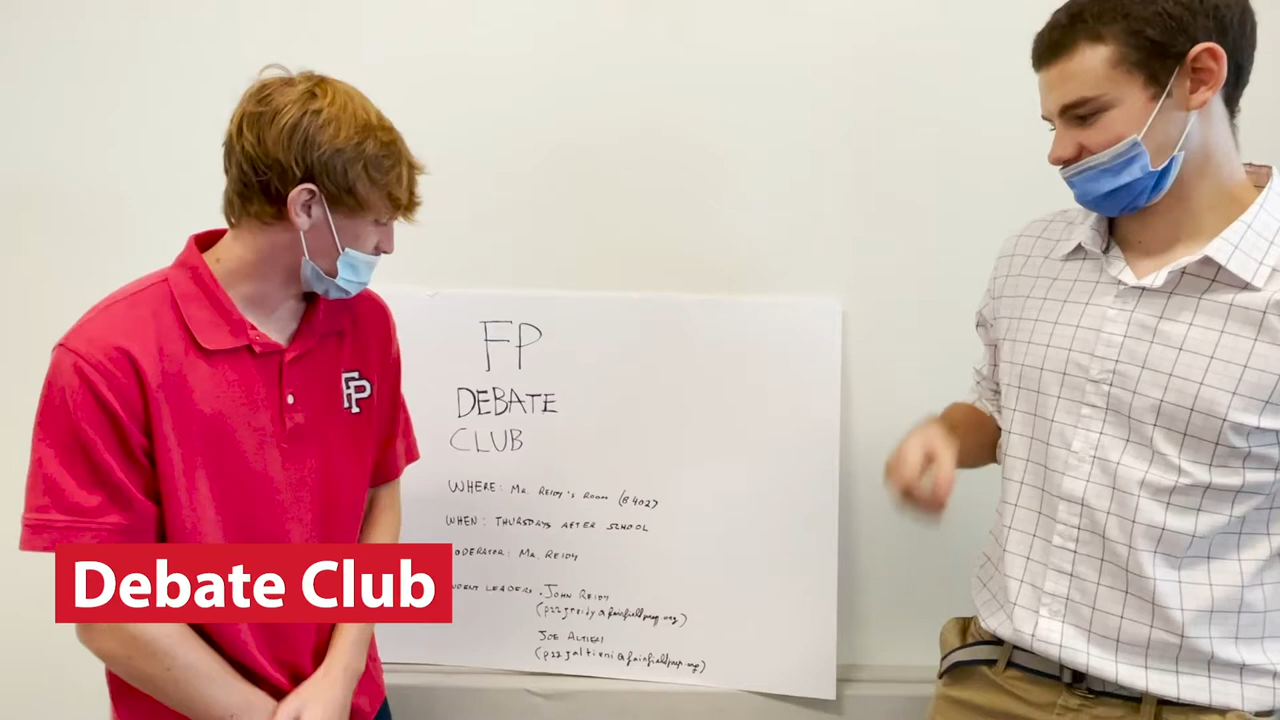 FP
FP
DEBATE
CLUB
WHERE: MR. REIDY'S ROOM (B402)
WHEN: THURSDAYS AFTER SCHOOL
ODERATOR: MR. REIDY
UDENT LEADERS: JOHN REIDY
(p22jreidy@fairfieldprep.org)
JOE ALTIERI
(p22jaltieri@fairfieldprep.org)
Debate Club